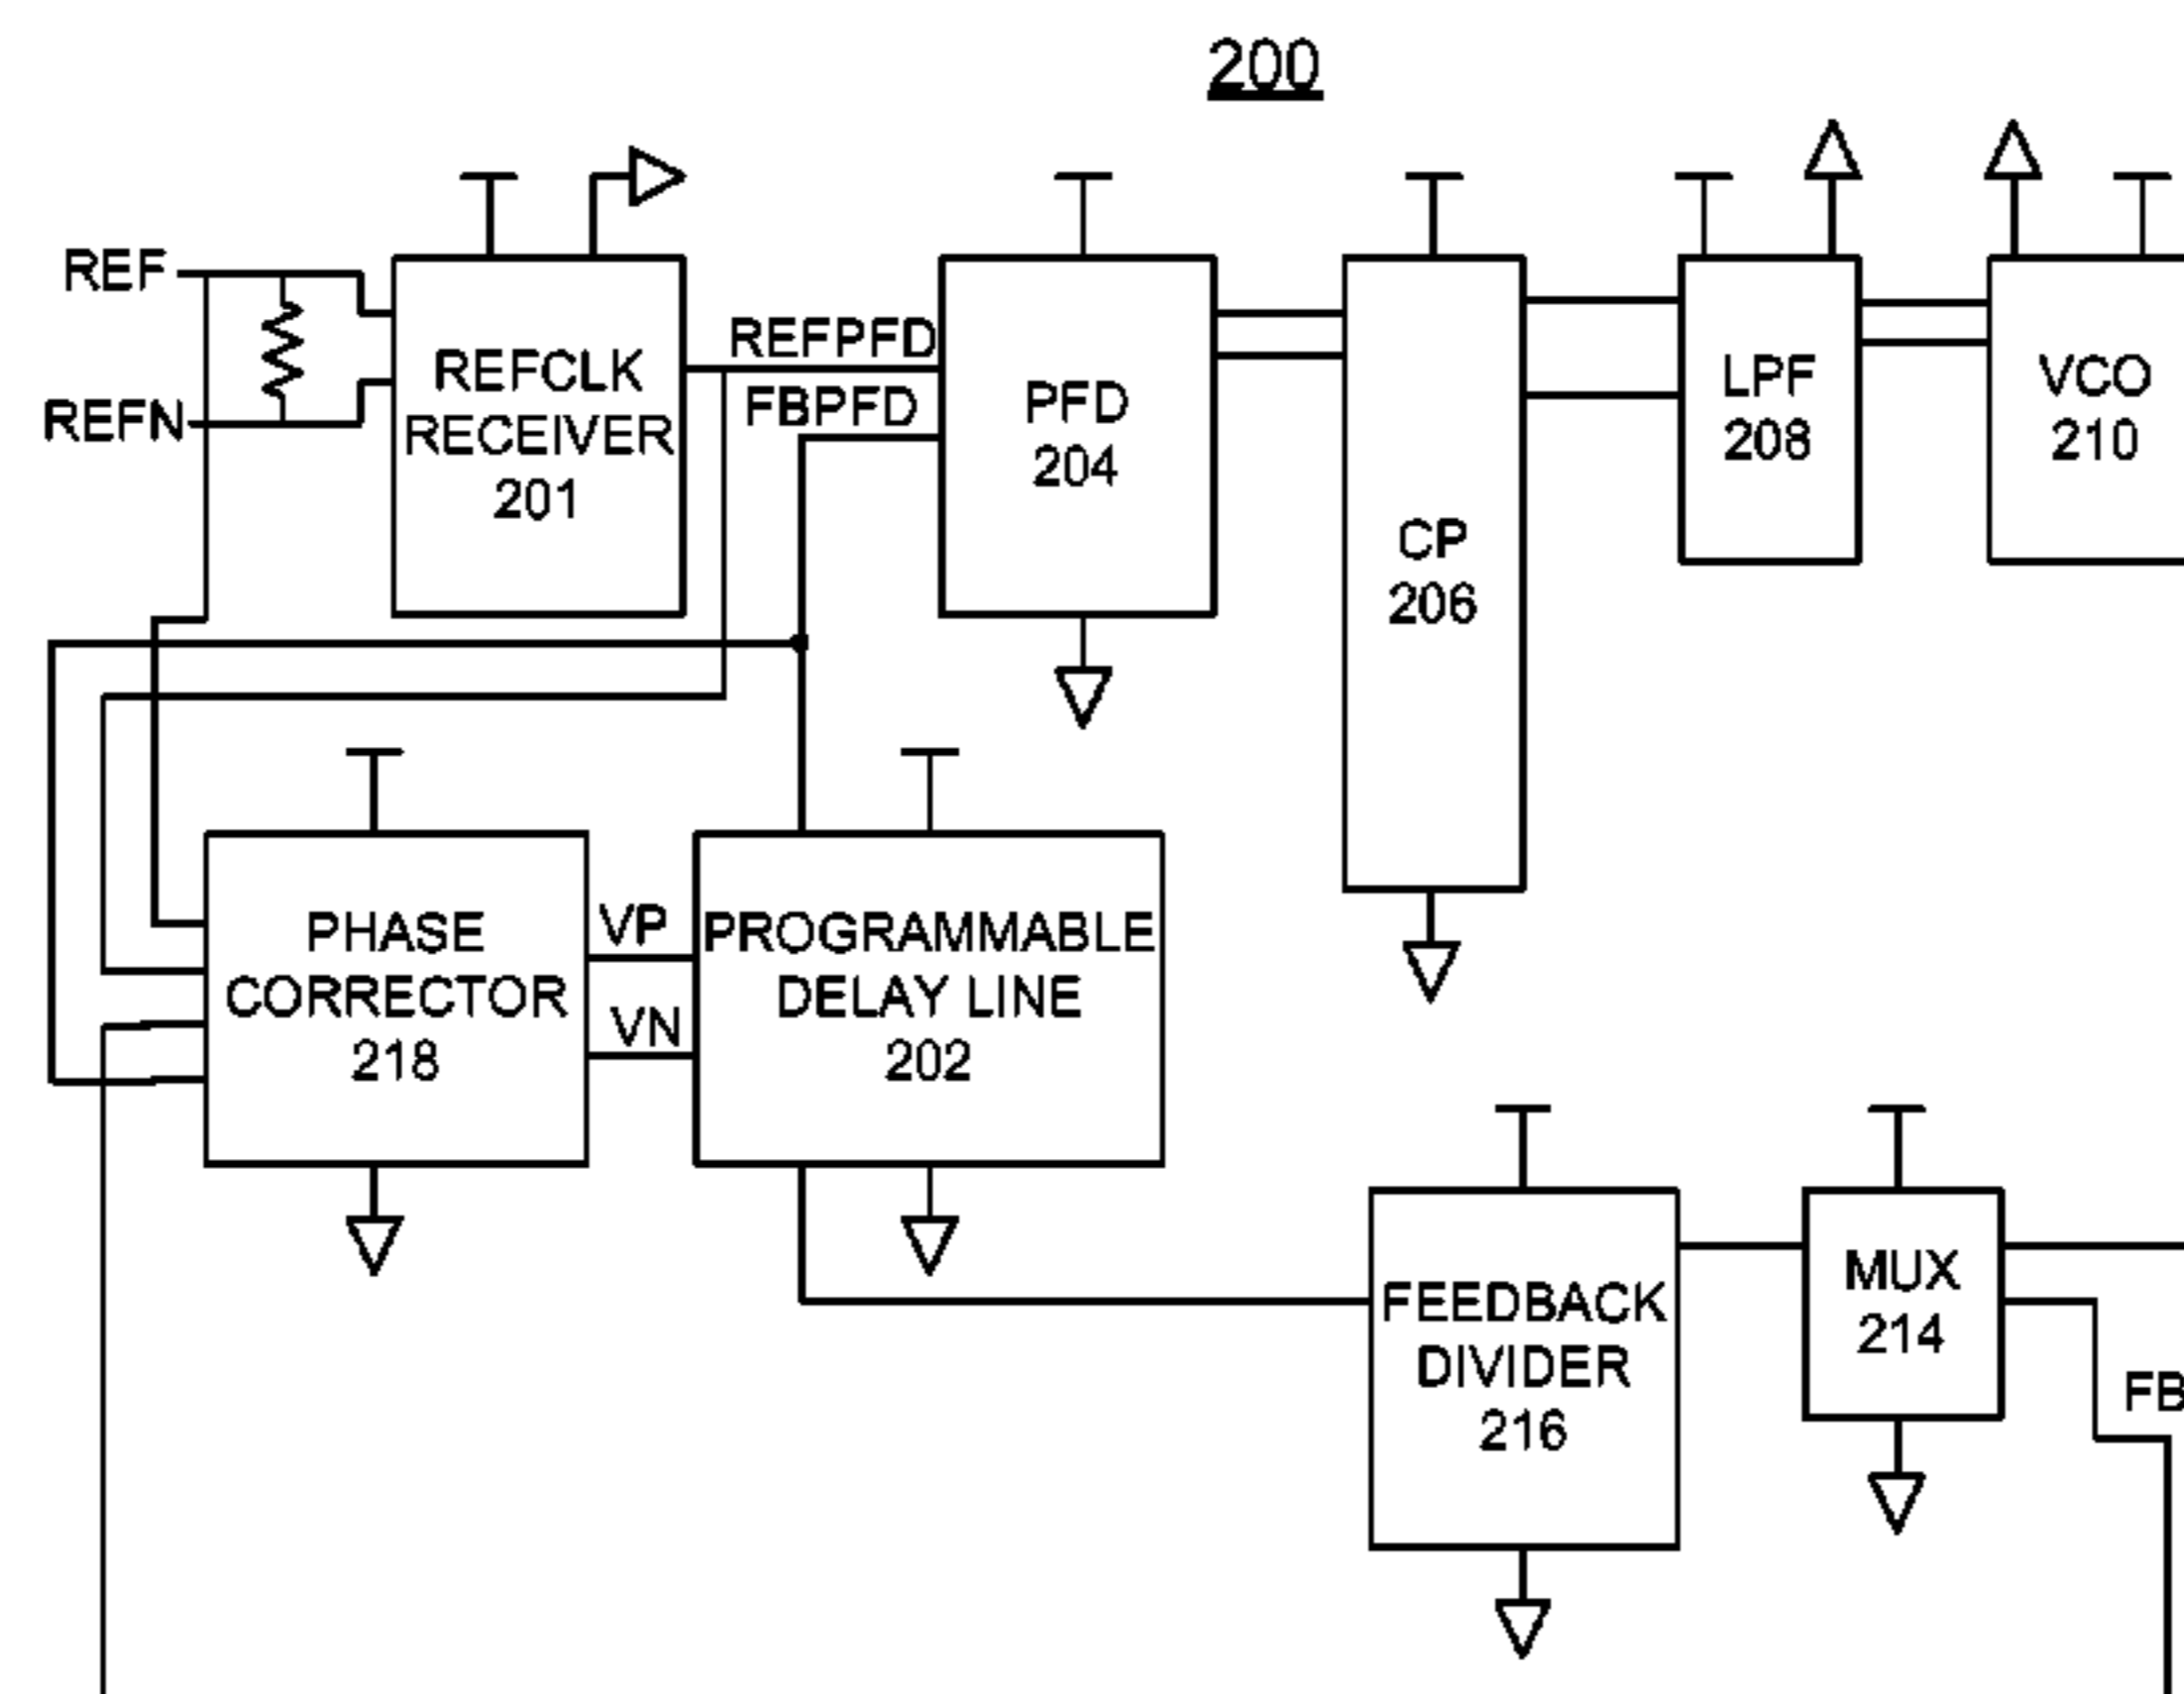 200
REF
REFN
REFCLK
RECEIVER
201
REFPFD
FBPFD
PFD
204
CP
206
LPF
208
VCO
210
PHASE
CORRECTOR
218
VP
VN
PROGRAMMABLE
DELAY LINE
202
FEEDBACK
DIVIDER
216
MUX
214
FB